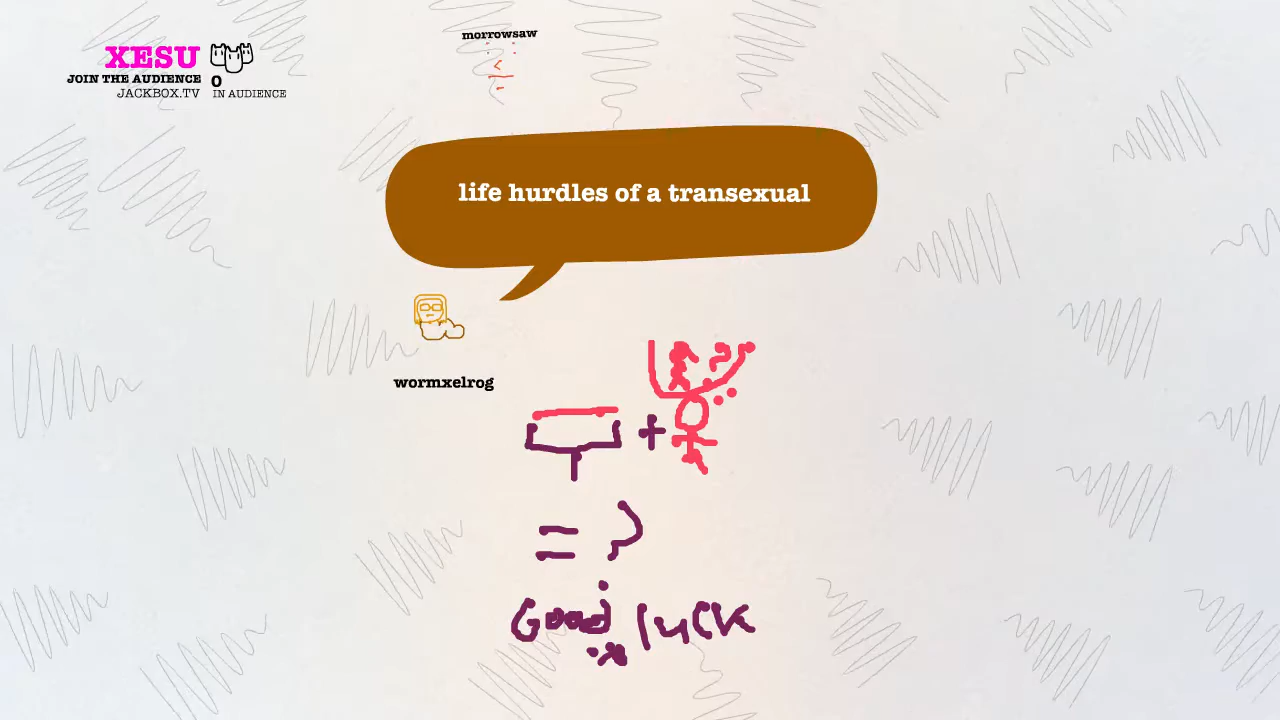 morrowsaw
XESU
JOIN THE AUDIENCE
JACKBOX.TV
0
IN AUDIENCE
life hurdles of a transexual
wormxelrog
+
= ?
Good luck